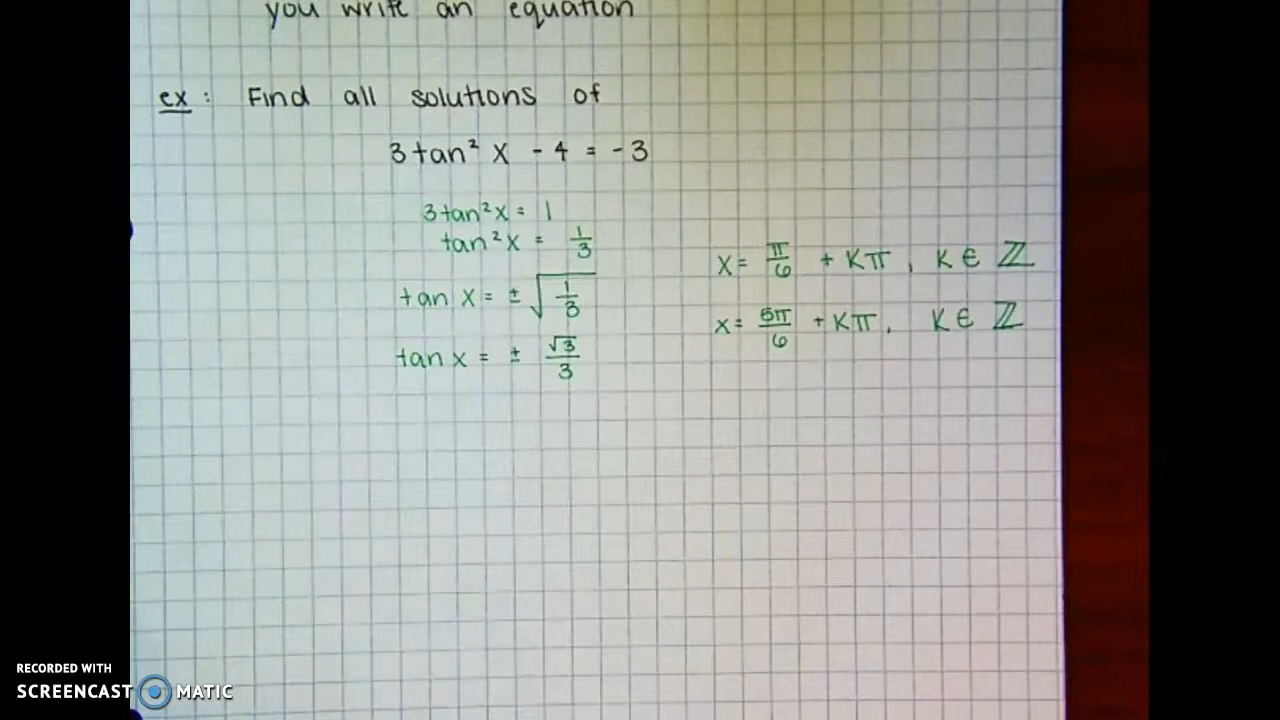 you write an equation
ex: Find all solutions of
3tan² x - 4 = -3
3tan²x = 1
tan²x = 1/3
tan x = ± √(1/3)
tan x = ± √3/3
x = π/6 + Kπ, K ∈ ℤ
x = 5π/6 + Kπ, K ∈ ℤ
RECORDED WITH
SCREENCAST MATIC